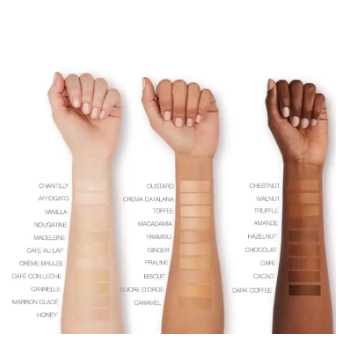 CHANTILLY
AFFOGATO
VANILLA
NOUGATINE
MADELEINE
CAFÉ AU LAIT
CRÈME BRULÉE
CAFÉ CON LECHE
CANNELLE
MARRON GLACÉ
HONEY
CUSTARD
CREMA CATALANA
TOFFEE
MACADAMIA
TIRAMISU
GINGER
PRALINE
BISCUIT
SUCRE D'ORGE
CARAMEL
CHESTNUT
WALNUT
TRUFFLE
AMANDE
HAZELNUT
CHOCOLAT
CAFE
CACAO
DARK COFFEE